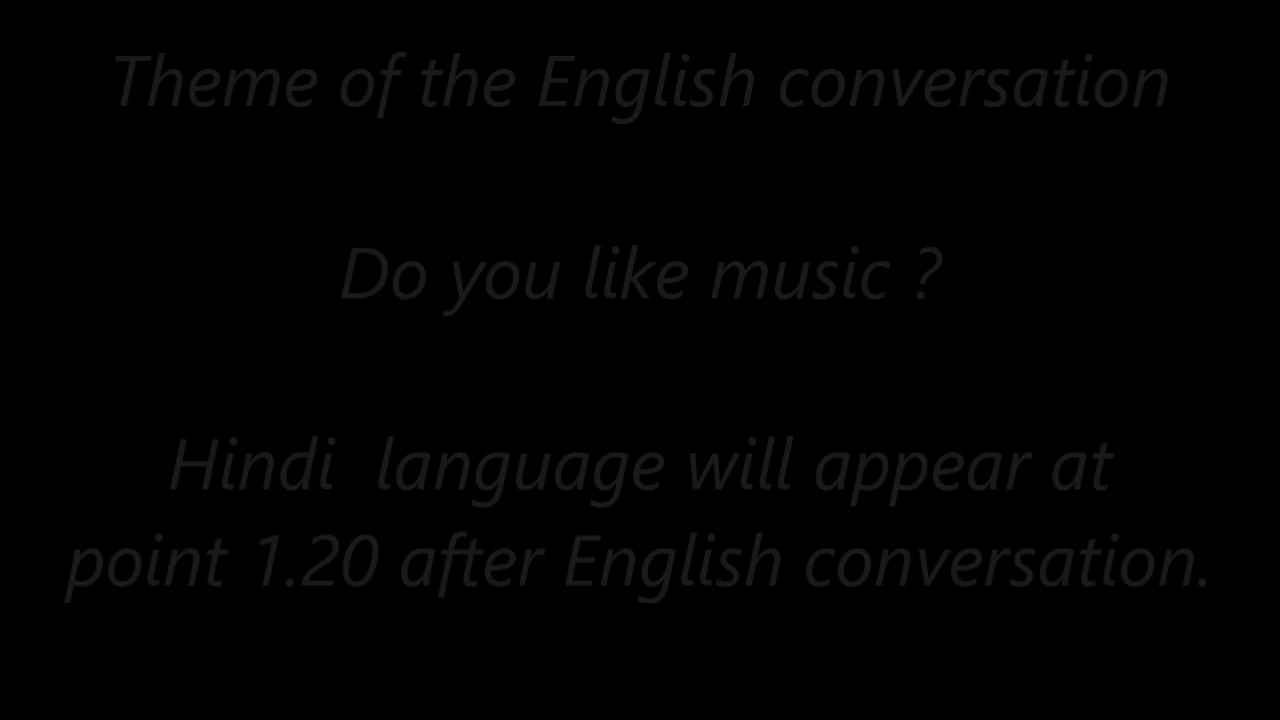 Theme of the English conversation
Do you like music ?
Hindi  language will appear at
point 1.20 after English conversation.